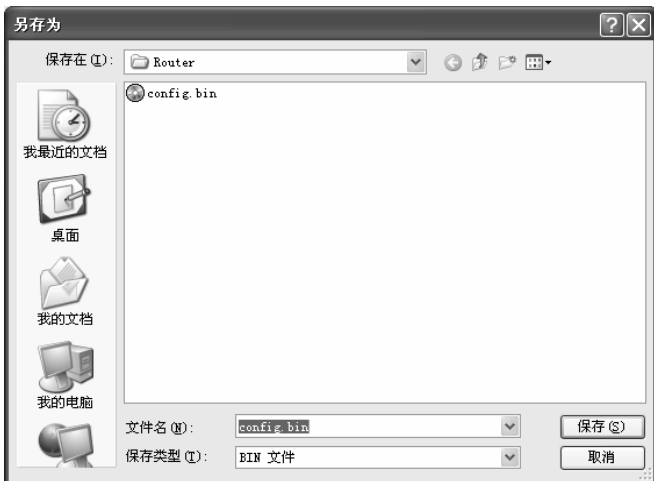 另存为
保存在(I):
Router
config.bin
我最近的文档
桌面
我的文档
我的电脑
文件名(N):
config.bin
保存(S)
保存类型(T):
BIN 文件
取消